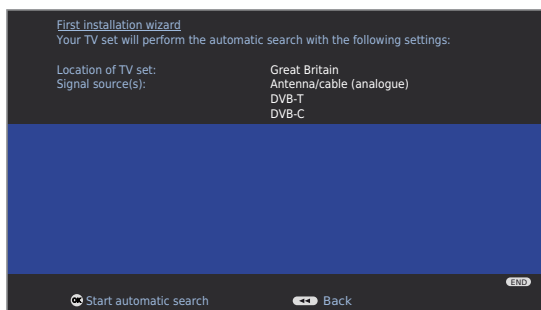 First installation wizard
Your TV set will perform the automatic search with the following settings:
Location of TV set: Great Britain
Signal source(s): Antenna/cable (analogue)
DVB-T
DVB-C
END
OK Start automatic search Back